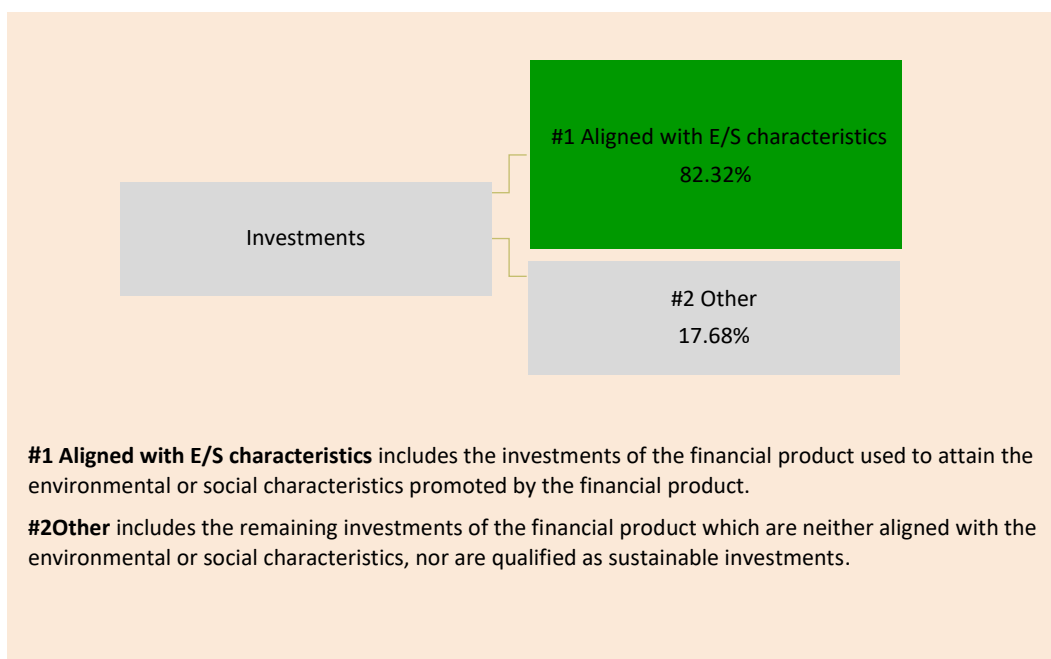 #1 Aligned with E/S characteristics
82.32%
Investments
#2 Other
17.68%
#1 Aligned with E/S characteristics includes the investments of the financial product used to attain the
environmental or social characteristics promoted by the financial product.
#2Other includes the remaining investments of the financial product which are neither aligned with the
environmental or social characteristics, nor are qualified as sustainable investments.